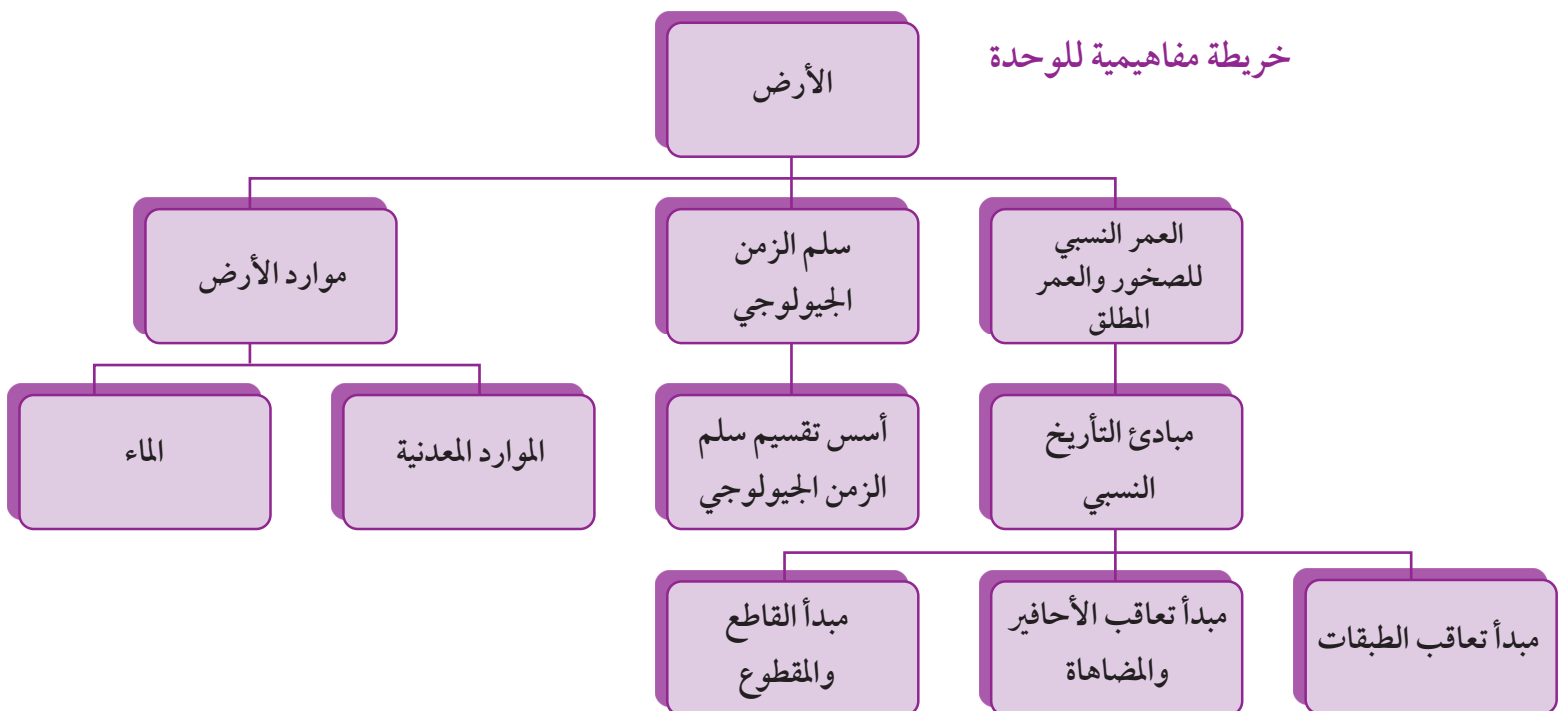 خريطة مفاهيمية للوحدة
الأرض
العمر النسبي
للصخور والعمر
المطلق
سلم الزمن
الجيولوجي
موارد الأرض
مبادئ التأريخ
النسبي
أسس تقسيم سلم
الزمن الجيولوجي
الموارد المعدنية
الماء
مبدأ تعاقب الطبقات
مبدأ تعاقب الأحافير
والمضاهاة
مبدأ القاطع
والمقطوع